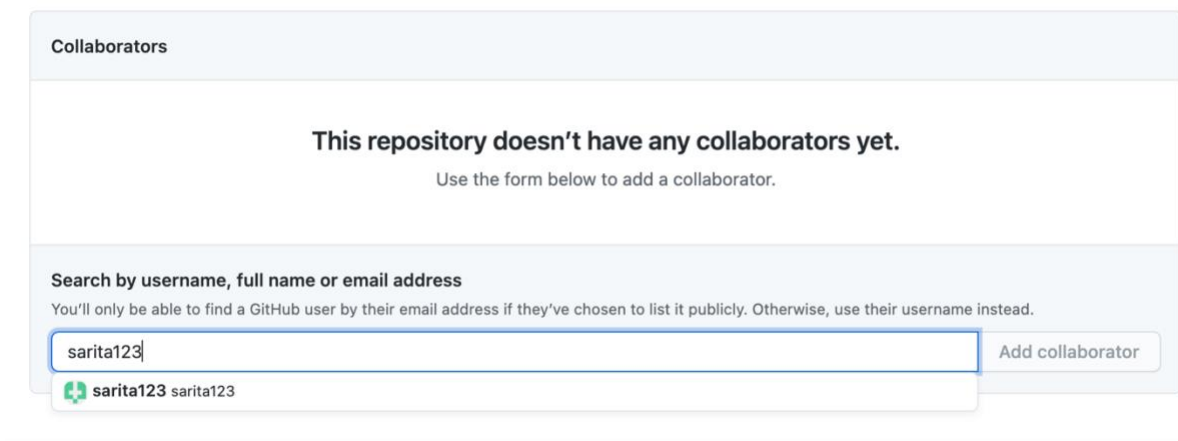 Collaborators
This repository doesn’t have any collaborators yet.
Use the form below to add a collaborator.
Search by username, full name or email address
You’ll only be able to find a GitHub user by their email address if they’ve chosen to list it publicly. Otherwise, use their username instead.
sarita123
Add collaborator
sarita123 sarita123